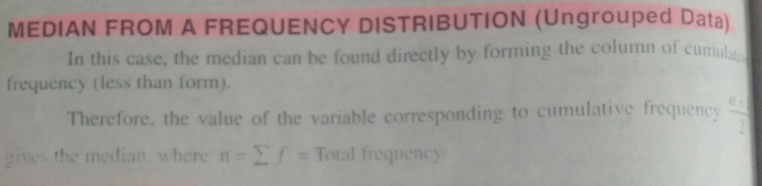 MEDIAN FROM A FREQUENCY DISTRIBUTION (Ungrouped Data)
In this case, the median can be found directly by forming the column of
frequency (less than form).
Therefore, the value of the variable corresponding to cumulative frequency
gives the median, where n = ∑ f = Total frequency.